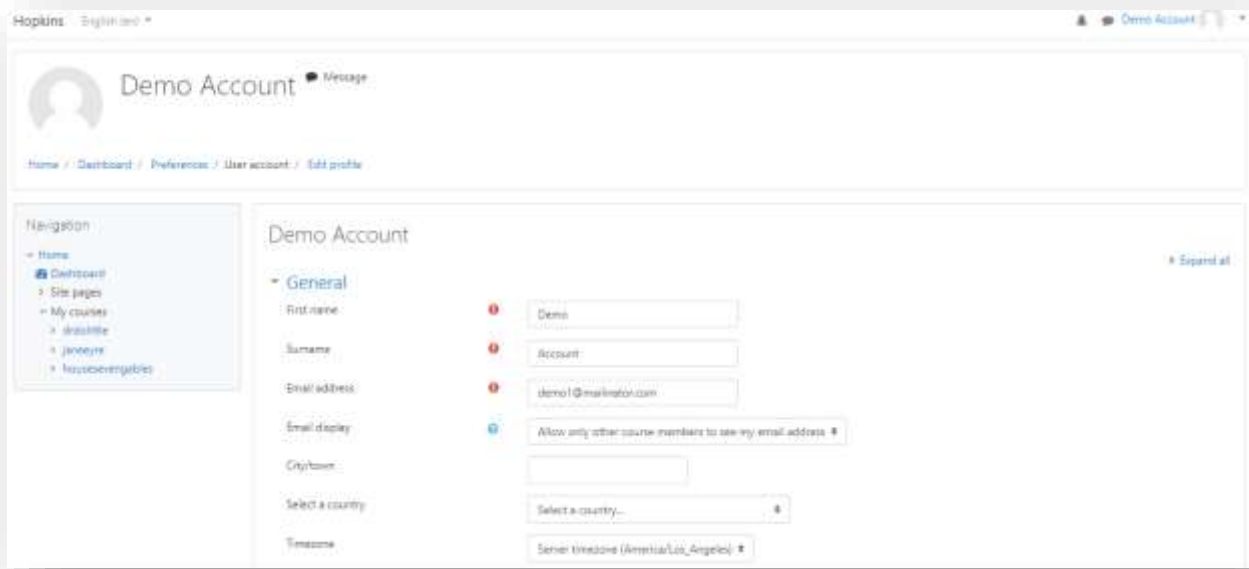 Hopkins English (en)
Demo Account
Demo Account Message
Home / Dashboard / Preferences / User account / Edit profile
Navigation
Home
Dashboard
Site pages
My courses
drdolittle
janeeyre
housesevengables
Demo Account
Expand all
General
First name Demo
Surname Account
Email address demo1@mailinator.com
Email display Allow only other course members to see my email address
City/town
Select a country Select a country...
Timezone Server timezone (America/Los_Angeles)